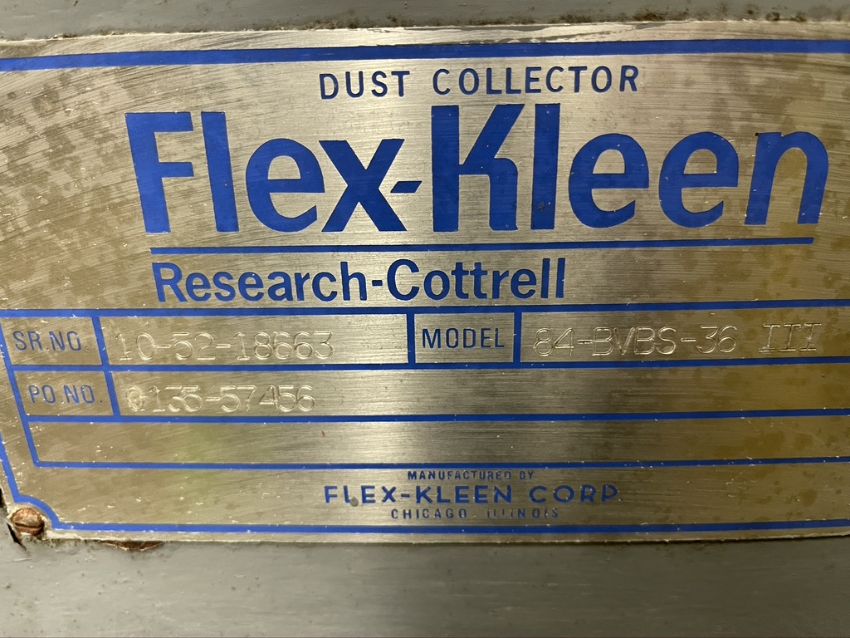 DUST COLLECTOR
Flex-Kleen
Research-Cottrell
SR.NO. 10-52-18663 MODEL 84-BVBS-36 III
PO.NO. 0135-57456
MANUFACTURED BY
FLEX-KLEEN CORP.
CHICAGO, ILLINOIS